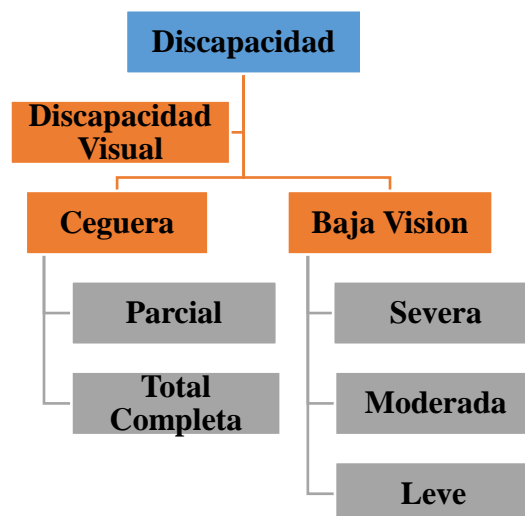 Discapacidad
Discapacidad
Visual
Ceguera
Baja Vision
Parcial
Total
Completa
Severa
Moderada
Leve